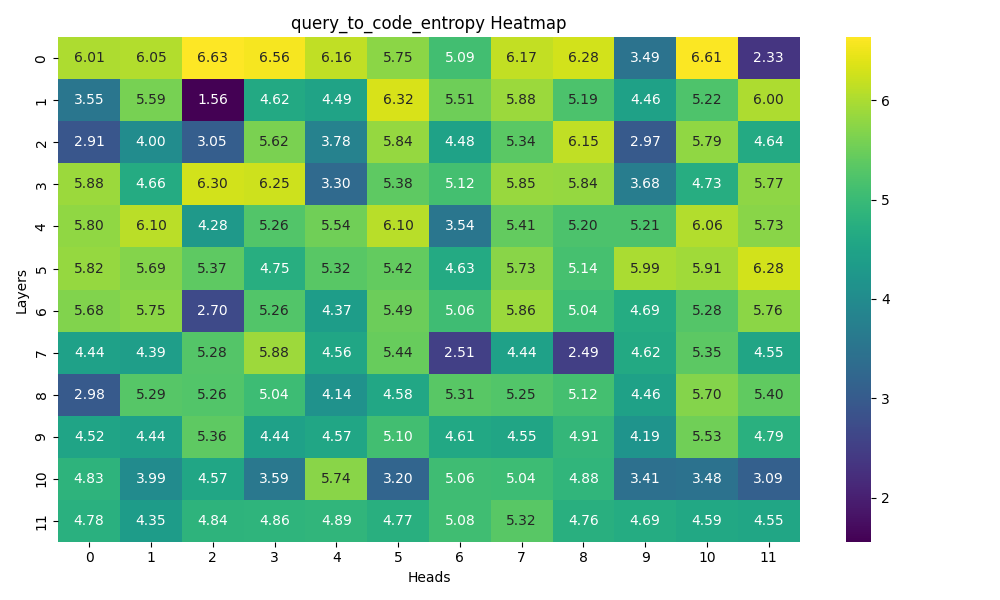 query_to_code_entropy Heatmap
0 6.01 6.05 6.63 6.56 6.16 5.75 5.09 6.17 6.28 3.49 6.61 2.33
1 3.55 5.59 1.56 4.62 4.49 6.32 5.51 5.88 5.19 4.46 5.22 6.00
2 2.91 4.00 3.05 5.62 3.78 5.84 4.48 5.34 6.15 2.97 5.79 4.64
3 5.88 4.66 6.30 6.25 3.30 5.38 5.12 5.85 5.84 3.68 4.73 5.77
4 5.80 6.10 4.28 5.26 5.54 6.10 3.54 5.41 5.20 5.21 6.06 5.73
5 5.82 5.69 5.37 4.75 5.32 5.42 4.63 5.73 5.14 5.99 5.91 6.28
6 5.68 5.75 2.70 5.26 4.37 5.49 5.06 5.86 5.04 4.69 5.28 5.76
7 4.44 4.39 5.28 5.88 4.56 5.44 2.51 4.44 2.49 4.62 5.35 4.55
8 2.98 5.29 5.26 5.04 4.14 4.58 5.31 5.25 5.12 4.46 5.70 5.40
9 4.52 4.44 5.36 4.44 4.57 5.10 4.61 4.55 4.91 4.19 5.53 4.79
10 4.83 3.99 4.57 3.59 5.74 3.20 5.06 5.04 4.88 3.41 3.48 3.09
11 4.78 4.35 4.84 4.86 4.89 4.77 5.08 5.32 4.76 4.69 4.59 4.55
0 1 2 3 4 5 6 7 8 9 10 11
Heads
Layers
6
5
4
3
2